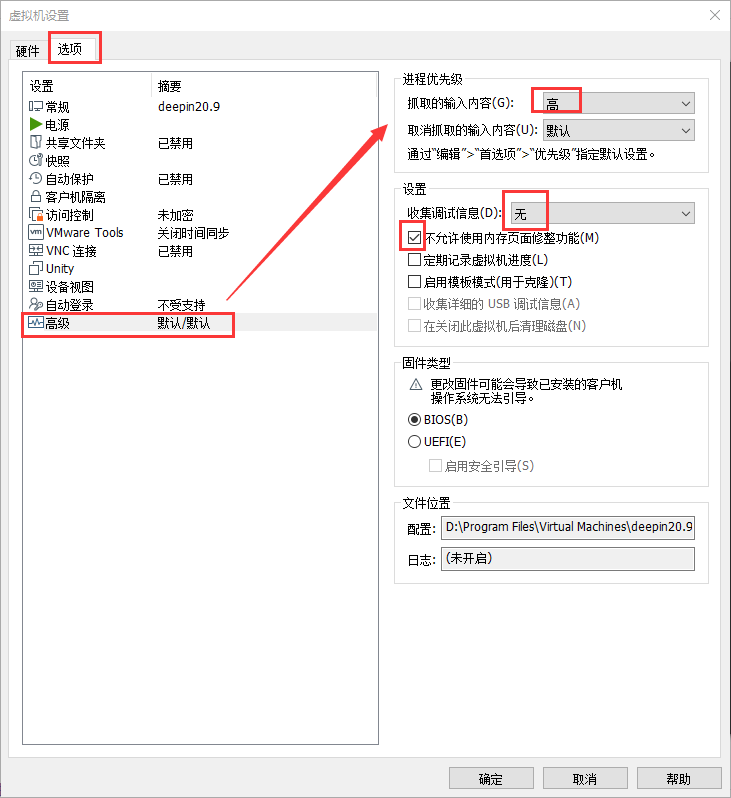 虚拟机设置
硬件 选项
设置 摘要
常规 deepin20.9
电源
共享文件夹 已禁用
快照
自动保护 已禁用
客户机隔离
访问控制 未加密
VMware Tools 关闭时间同步
VNC 连接 已禁用
Unity
设备视图
自动登录 不受支持
高级 默认/默认
进程优先级
抓取的输入内容(G): 高
取消抓取的输入内容(U): 默认
通过“编辑”>“首选项”>“优先级”指定默认设置。
设置
收集调试信息(D): 无
不允许使用内存页面修整功能(M)
定期记录虚拟机进度(L)
启用模板模式(用于克隆)(T)
收集详细的 USB 调试信息(A)
在关闭此虚拟机后清理磁盘(N)
固件类型
更改固件可能会导致已安装的客户机
操作系统无法引导。
BIOS(B)
UEFI(E)
启用安全引导(S)
文件位置
配置: D:\Program Files\Virtual Machines\deepin20.9
日志: (未开启)
确定 取消 帮助